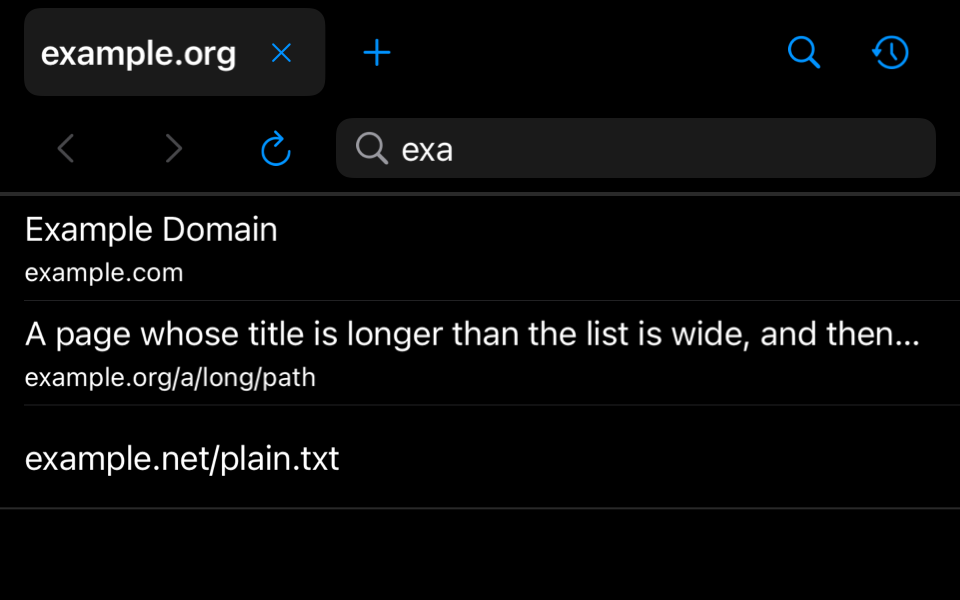 example.org
exa
Example Domain
example.com
A page whose title is longer than the list is wide, and then...
example.org/a/long/path
example.net/plain.txt